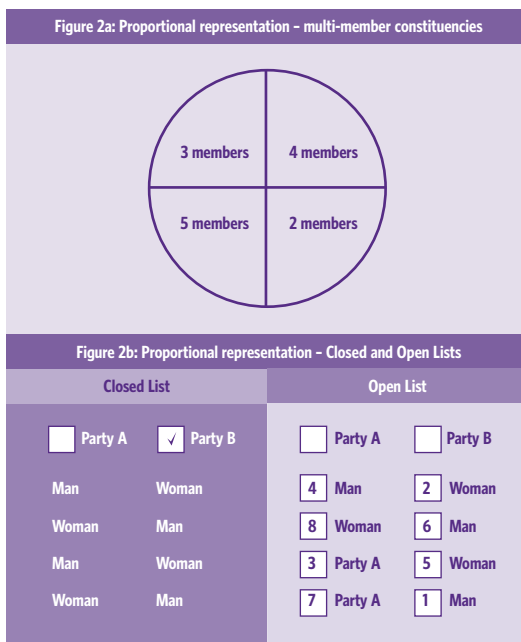 Figure 2a: Proportional representation – multi-member constituencies
3 members 4 members
5 members 2 members
Figure 2b: Proportional representation – Closed and Open Lists
Closed List Open List
Party A ✓ Party B Party A Party B
Man Woman 4 Man 2 Woman
Woman Man 8 Woman 6 Man
Man Woman 3 Party A 5 Woman
Woman Man 7 Party A 1 Man